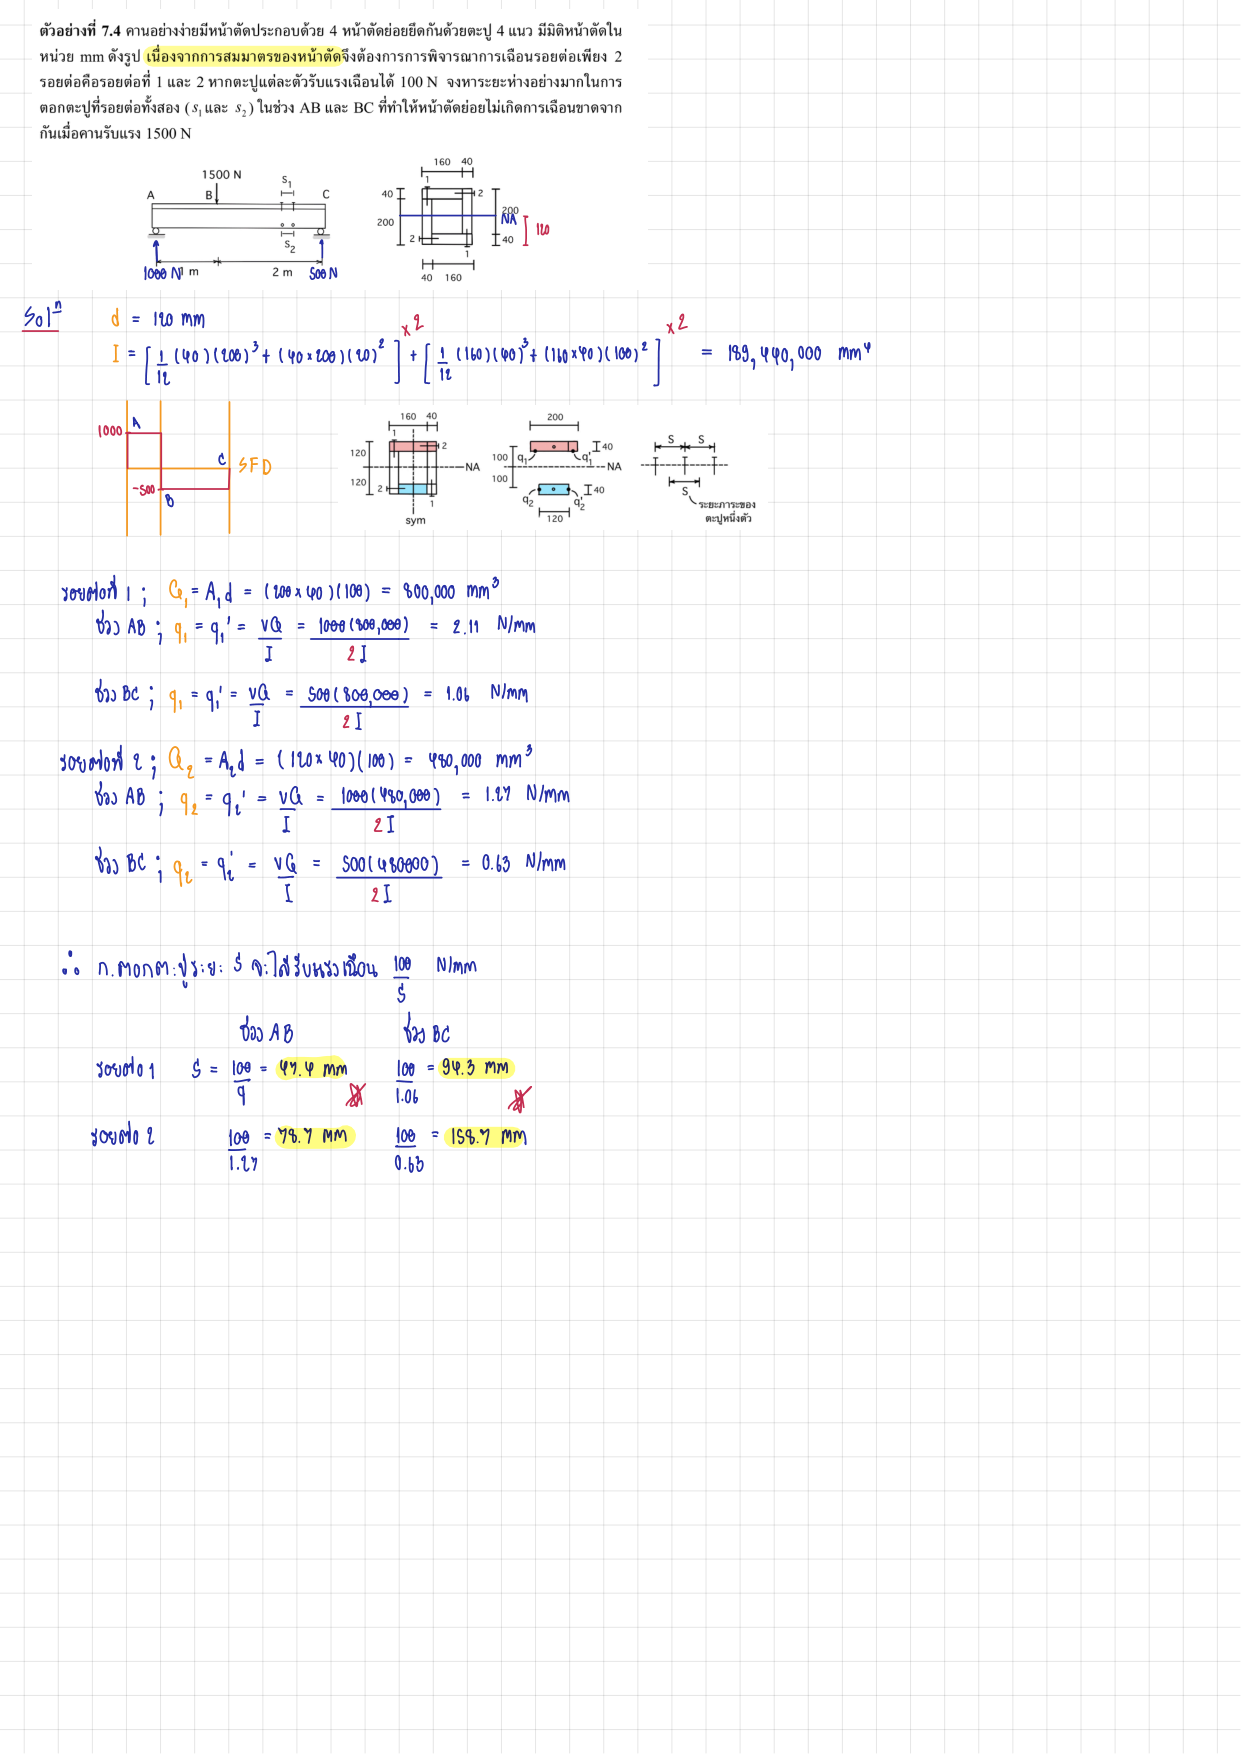 ตัวอย่างที่ 7.4 คานอย่างง่ายมีหน้าตัดประกอบด้วย 4 หน้าตัดย่อยยึดกันด้วยตะปู 4 แนว มีมิติหน้าตัดใน
หน่วย mm ดังรูป เนื่องจากการสมมาตรของหน้าตัดจึงต้องการการพิจารณาการเฉือนรอยต่อเพียง 2
รอยต่อคือรอยต่อที่ 1 และ 2 หากตะปูแต่ละตัวรับแรงเฉือนได้ 100 N จงหาระยะห่างอย่างมากในการ
ตอกตะปูที่รอยต่อทั้งสอง (s₁และ s₂) ในช่วง AB และ BC ที่ทำให้หน้าตัดย่อยไม่เกิดการเฉือนขาดจาก
กันเมื่อคานรับแรง 1500 N
1500 N
A B S₁ C
S₂
1000 N 1 m 2 m 500 N
160 40
1
40 2
200 200 NA 120
2 40
1
40 160
Solⁿ d = 120 mm
I = [1/12 (40)(200)³ + (40×200)(20)²] ×2 + [1/12 (160)(40)³ + (160×40)(100)²] ×2 = 189,440,000 mm⁴
1000 A
C SFD
-500 B
160 40
1 2
120 NA
120 2
1
sym
200
40
100 q₁ q₁'
NA
100
q₂ q₂' 40
120
S S
S
ระยะภาระของ
ตะปูหนึ่งตัว
รอยต่อที่ 1 ; Q₁ = A₁d = (200×40)(100) = 800,000 mm³
ช่วง AB ; q₁ = q₁' = VQ/I = 1000(800,000)/2I = 2.11 N/mm
ช่วง BC ; q₁ = q₁' = VQ/I = 500(800,000)/2I = 1.06 N/mm
รอยต่อที่ 2 ; Q₂ = A₂d = (120×40)(100) = 480,000 mm³
ช่วง AB ; q₂ = q₂' = VQ/I = 1000(480,000)/2I = 1.27 N/mm
ช่วง BC ; q₂ = q₂' = VQ/I = 500(480000)/2I = 0.63 N/mm
∴ ก.ตอกตะปูระยะ S จะได้รับแรงเฉือน 100/S N/mm
ช่วง AB ช่วง BC
รอยต่อ 1 S = 100/q = 47.4 mm 100/1.06 = 94.3 mm
รอยต่อ 2 100/1.27 = 78.7 mm 100/0.63 = 158.7 mm